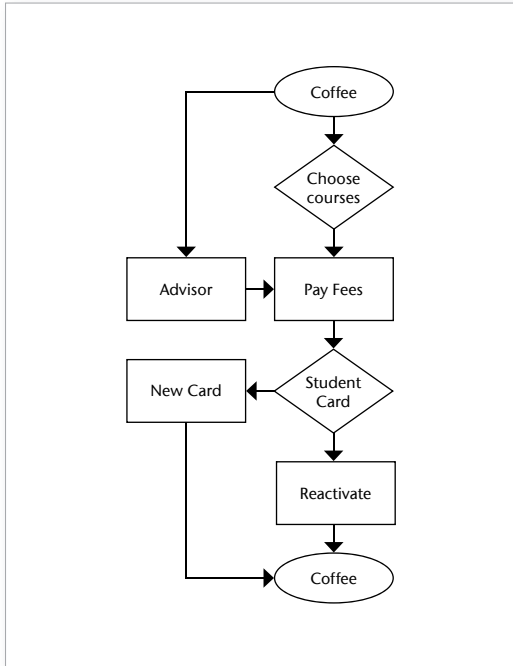 Coffee
Choose
courses
Advisor
Pay Fees
New Card
Student
Card
Reactivate
Coffee